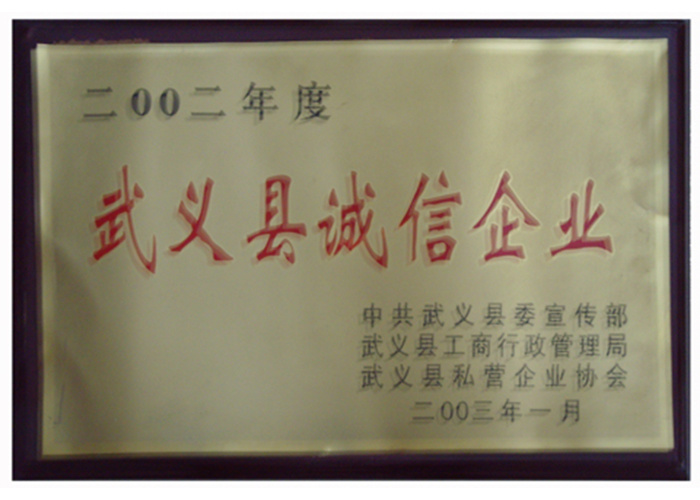 二00二年度
武义县诚信企业
中共武义县委宣传部
武义县工商行政管理局
武义县私营企业协会
二00三年一月